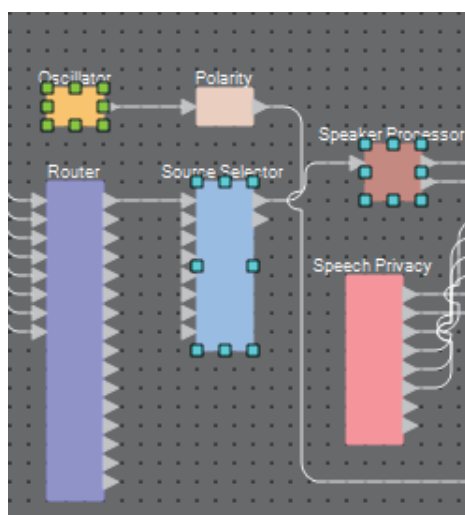 Oscillator
Polarity
Speaker Processor
Router
Source Selector
Speech Privacy